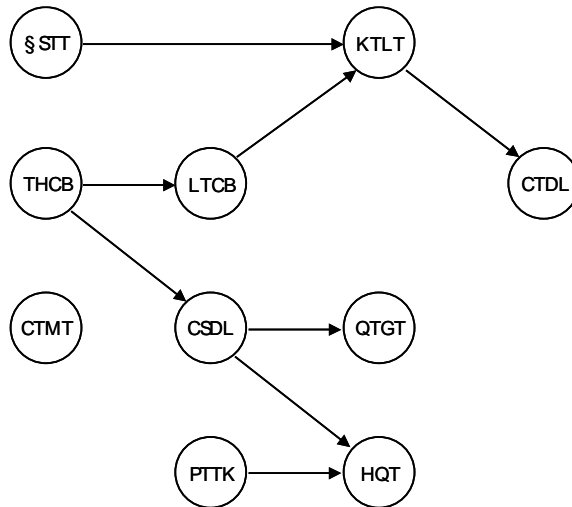 §STT
KTLT
THCB
LTCB
CTDL
CTMT
CSDL
QTGT
PTTK
HQT